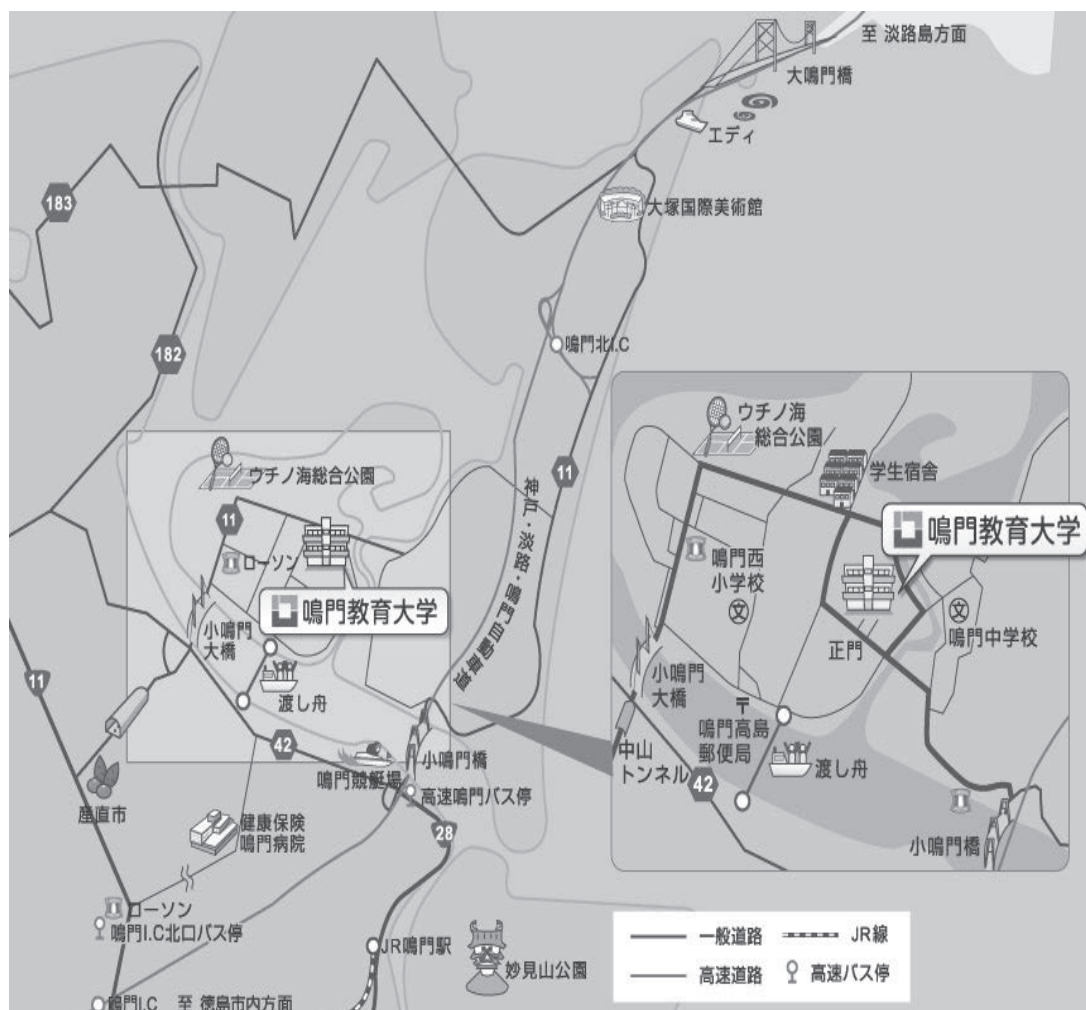 至 淡路島方面
大鳴門橋
エディ
183
大塚国際美術館
182
鳴門北I.C
ウチノ海総合公園
11
11
神戸・淡路・鳴門自動車道
ローソン
鳴門教育大学
小鳴門
大橋
渡し舟
11
42
小鳴門橋
鳴門競艇場
高速鳴門バス停
産直市
健康保険
鳴門病院
28
ローソン
鳴門I.C北口バス停
JR鳴門駅
妙見山公園
鳴門I.C 至 徳島市内方面
ウチノ海
総合公園
学生宿舎
鳴門教育大学
鳴門西
小学校
文
文
鳴門中学校
正門
小鳴門
大橋
〒
鳴門高島
郵便局
中山
トンネル
渡し舟
42
小鳴門橋
一般道路
JR線
高速道路
高速バス停